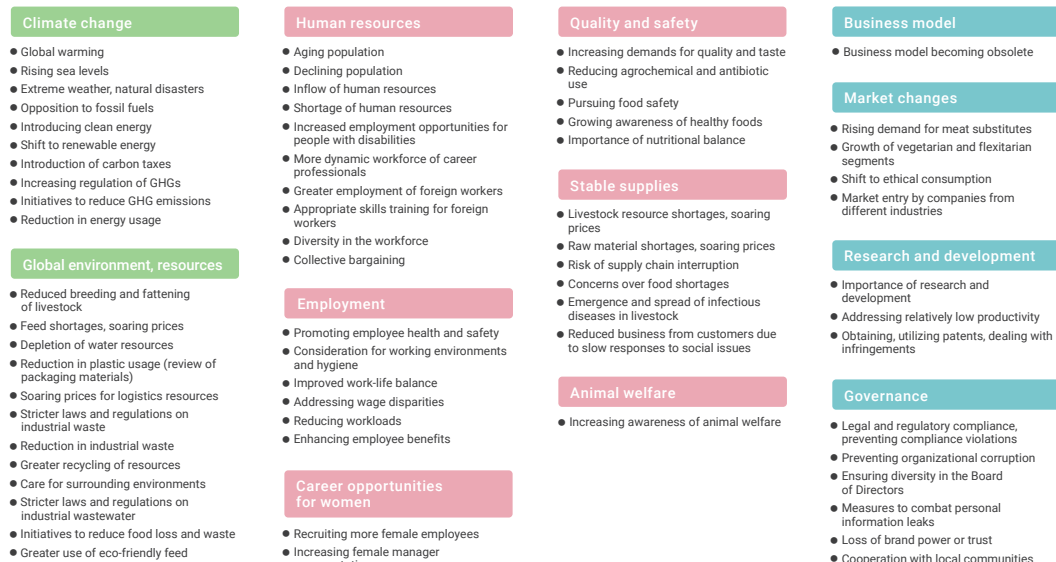 Climate change
● Global warming
● Rising sea levels
● Extreme weather, natural disasters
● Opposition to fossil fuels
● Introducing clean energy
● Shift to renewable energy
● Introduction of carbon taxes
● Increasing regulation of GHGs
● Initiatives to reduce GHG emissions
● Reduction in energy usage
Global environment, resources
● Reduced breeding and fattening
of livestock
● Feed shortages, soaring prices
● Depletion of water resources
● Reduction in plastic usage (review of
packaging materials)
● Soaring prices for logistics resources
● Stricter laws and regulations on
industrial waste
● Reduction in industrial waste
● Greater recycling of resources
● Care for surrounding environments
● Stricter laws and regulations on
industrial wastewater
● Initiatives to reduce food loss and waste
● Greater use of eco-friendly feed
Human resources
● Aging population
● Declining population
● Inflow of human resources
● Shortage of human resources
● Increased employment opportunities for
people with disabilities
● More dynamic workforce of career
professionals
● Greater employment of foreign workers
● Appropriate skills training for foreign
workers
● Diversity in the workforce
● Collective bargaining
Employment
● Promoting employee health and safety
● Consideration for working environments
and hygiene
● Improved work-life balance
● Addressing wage disparities
● Reducing workloads
● Enhancing employee benefits
Career opportunities
for women
● Recruiting more female employees
● Increasing female manager
Quality and safety
● Increasing demands for quality and taste
● Reducing agrochemical and antibiotic
use
● Pursuing food safety
● Growing awareness of healthy foods
● Importance of nutritional balance
Stable supplies
● Livestock resource shortages, soaring
prices
● Raw material shortages, soaring prices
● Risk of supply chain interruption
● Concerns over food shortages
● Emergence and spread of infectious
diseases in livestock
● Reduced business from customers due
to slow responses to social issues
Animal welfare
● Increasing awareness of animal welfare
Business model
● Business model becoming obsolete
Market changes
● Rising demand for meat substitutes
● Growth of vegetarian and flexitarian
segments
● Shift to ethical consumption
● Market entry by companies from
different industries
Research and development
● Importance of research and
development
● Addressing relatively low productivity
● Obtaining, utilizing patents, dealing with
infringements
Governance
● Legal and regulatory compliance,
preventing compliance violations
● Preventing organizational corruption
● Ensuring diversity in the Board
of Directors
● Measures to combat personal
information leaks
● Loss of brand power or trust
● Cooperation with local communities